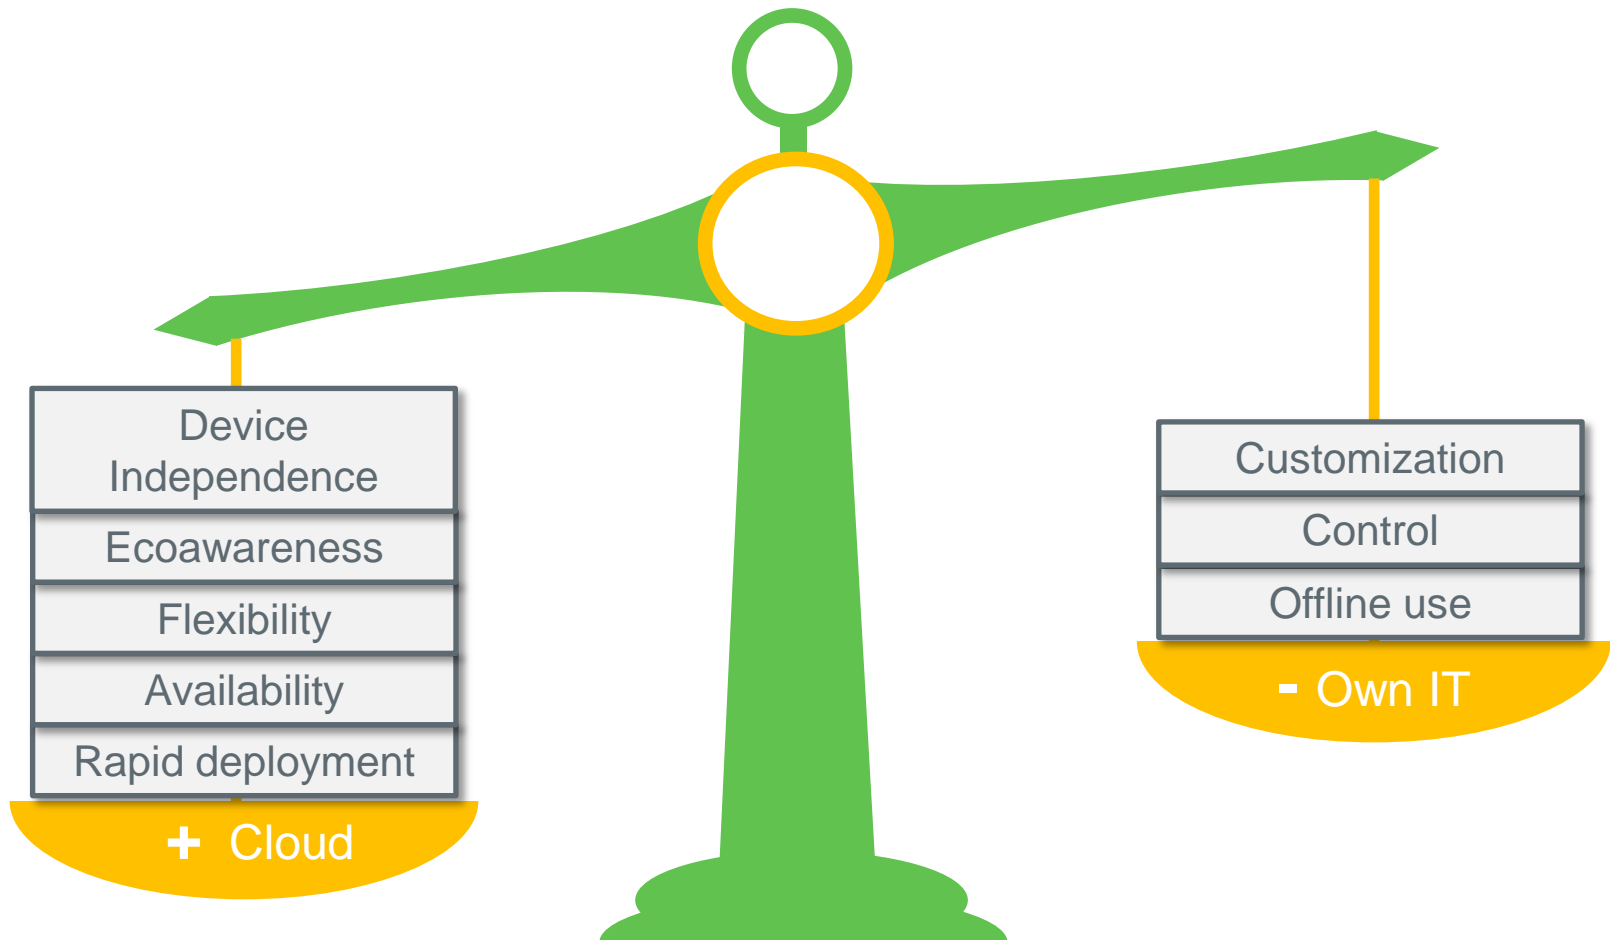 Device
Independence
Ecoawareness
Flexibility
Availability
Rapid deployment
+ Cloud
Customization
Control
Offline use
- Own IT